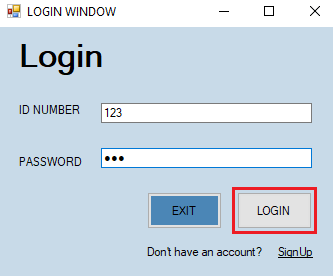 LOGIN WINDOW
Login
ID NUMBER 123
PASSWORD •••
EXIT LOGIN
Don't have an account? SignUp